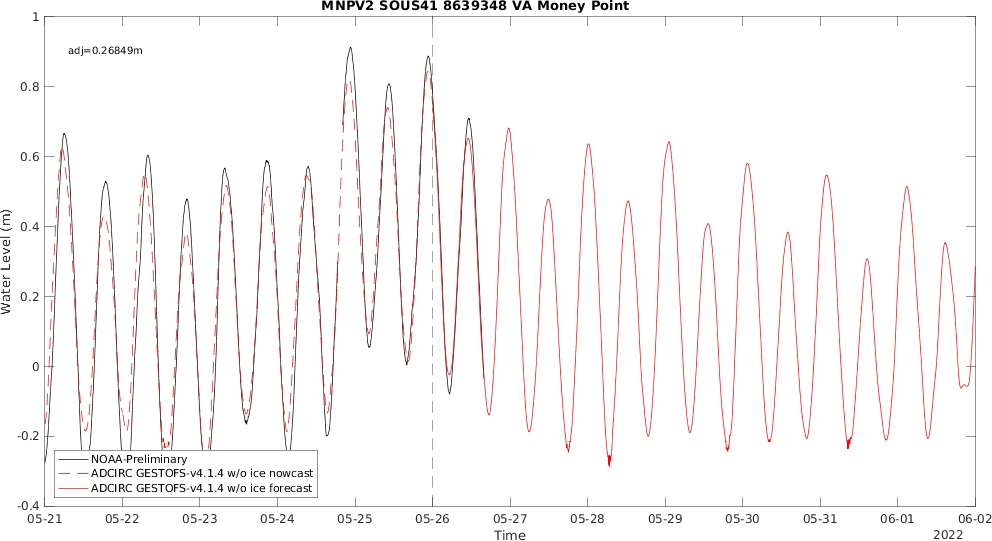 MNPV2 SOUS41 8639348 VA Money Point
adj=0.26849m
Water Level (m)
1
0.8
0.6
0.4
0.2
0
-0.2
-0.4
NOAA-Preliminary
ADCIRC GESTOFS-v4.1.4 w/o ice nowcast
ADCIRC GESTOFS-v4.1.4 w/o ice forecast
05-21 05-22 05-23 05-24 05-25 05-26 05-27 05-28 05-29 05-30 05-31 06-01 06-02
Time
2022